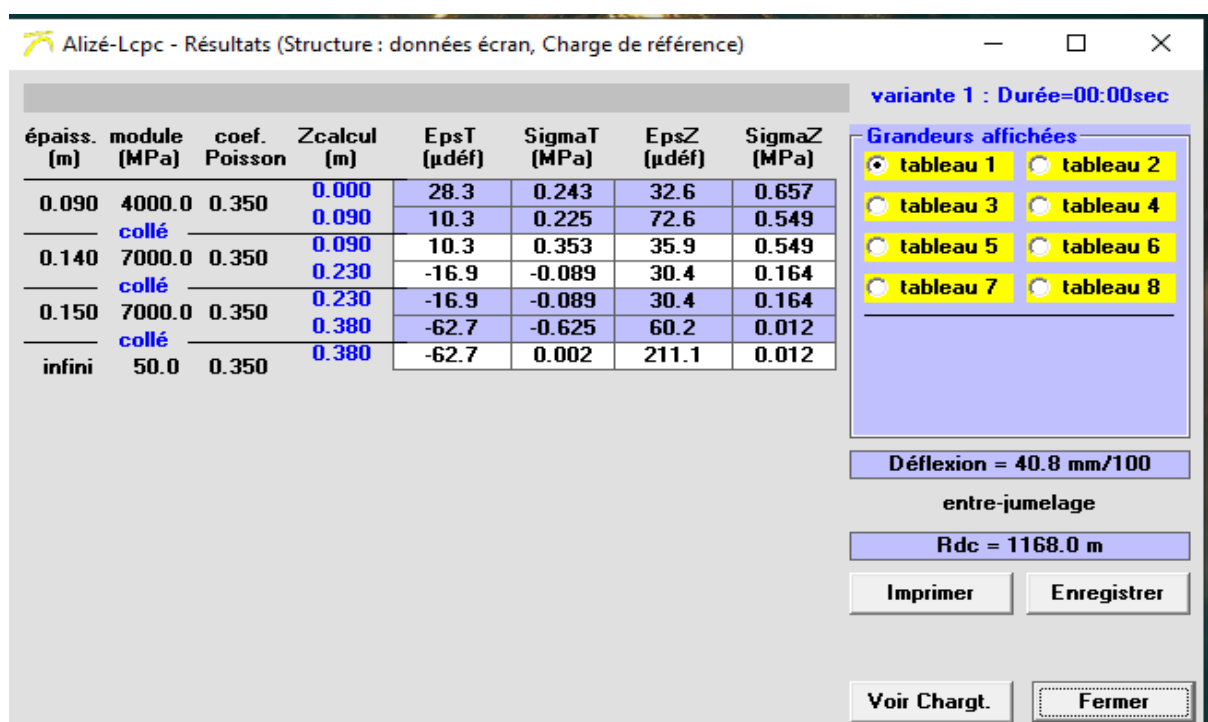 Alizé-Lcpc - Résultats (Structure : données écran, Charge de référence)
variante 1 : Durée=00:00sec
épaiss. module coef. Zcalcul EpsT SigmaT EpsZ SigmaZ
(m) (MPa) Poisson (m) (µdéf) (MPa) (µdéf) (MPa)
0.000 28.3 0.243 32.6 0.657
0.090 4000.0 0.350
0.090 10.3 0.225 72.6 0.549
collé
0.090 10.3 0.353 35.9 0.549
0.140 7000.0 0.350
0.230 -16.9 -0.089 30.4 0.164
collé
0.230 -16.9 -0.089 30.4 0.164
0.150 7000.0 0.350
0.380 -62.7 -0.625 60.2 0.012
collé
0.380 -62.7 0.002 211.1 0.012
infini 50.0 0.350
Grandeurs affichées
tableau 1 tableau 2
tableau 3 tableau 4
tableau 5 tableau 6
tableau 7 tableau 8
Déflexion = 40.8 mm/100
entre-jumelage
Rdc = 1168.0 m
Imprimer Enregistrer
Voir Chargt. Fermer